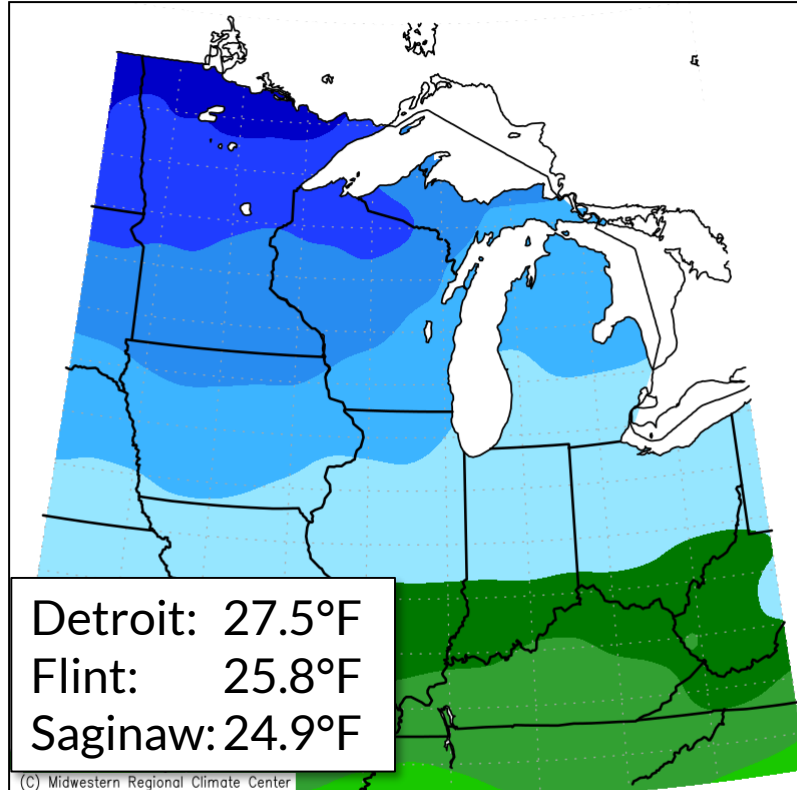 Detroit: 27.5°F
Flint: 25.8°F
Saginaw: 24.9°F
(C) Midwestern Regional Climate Center